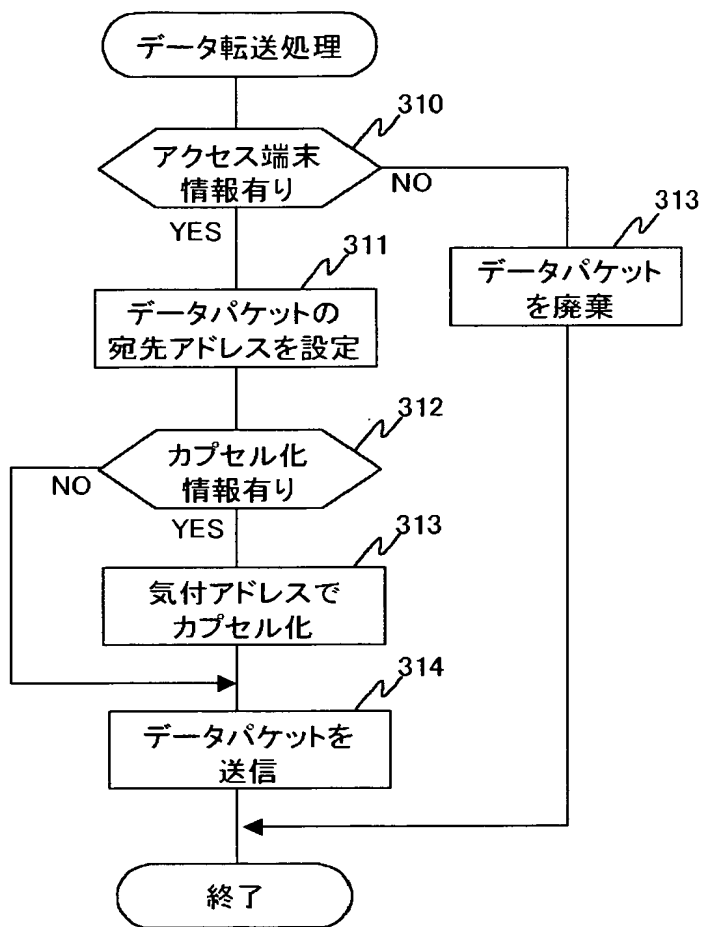 データ転送処理
310
アクセス端末
情報有り
NO
YES
313
データパケット
を廃棄
311
データパケットの
宛先アドレスを設定
312
カプセル化
情報有り
NO
YES
313
気付アドレスで
カプセル化
314
データパケットを
送信
終了